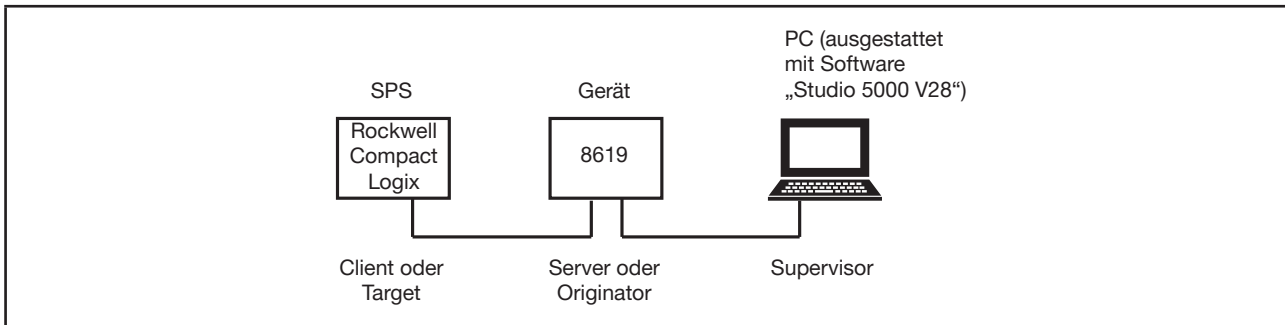 SPS
Rockwell
Compact
Logix
Client oder
Target
Gerät
8619
Server oder
Originator
PC (ausgestattet
mit Software
„Studio 5000 V28“)
Supervisor